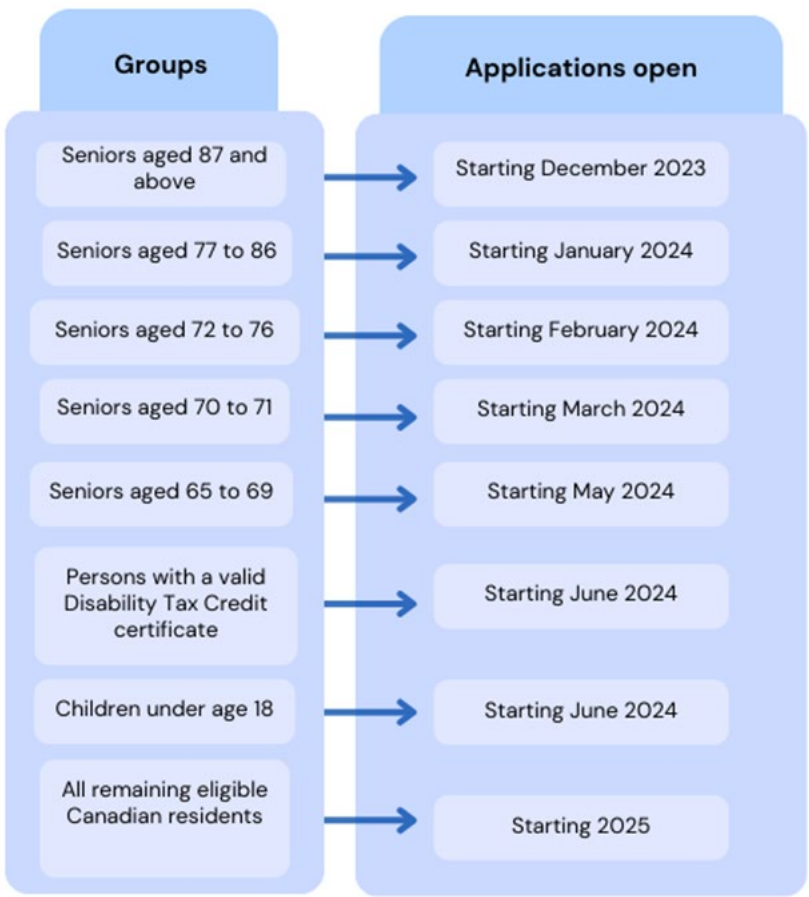 Groups
Applications open
Seniors aged 87 and
above
Starting December 2023
Seniors aged 77 to 86
Starting January 2024
Seniors aged 72 to 76
Starting February 2024
Seniors aged 70 to 71
Starting March 2024
Seniors aged 65 to 69
Starting May 2024
Persons with a valid
Disability Tax Credit
certificate
Starting June 2024
Children under age 18
Starting June 2024
All remaining eligible
Canadian residents
Starting 2025